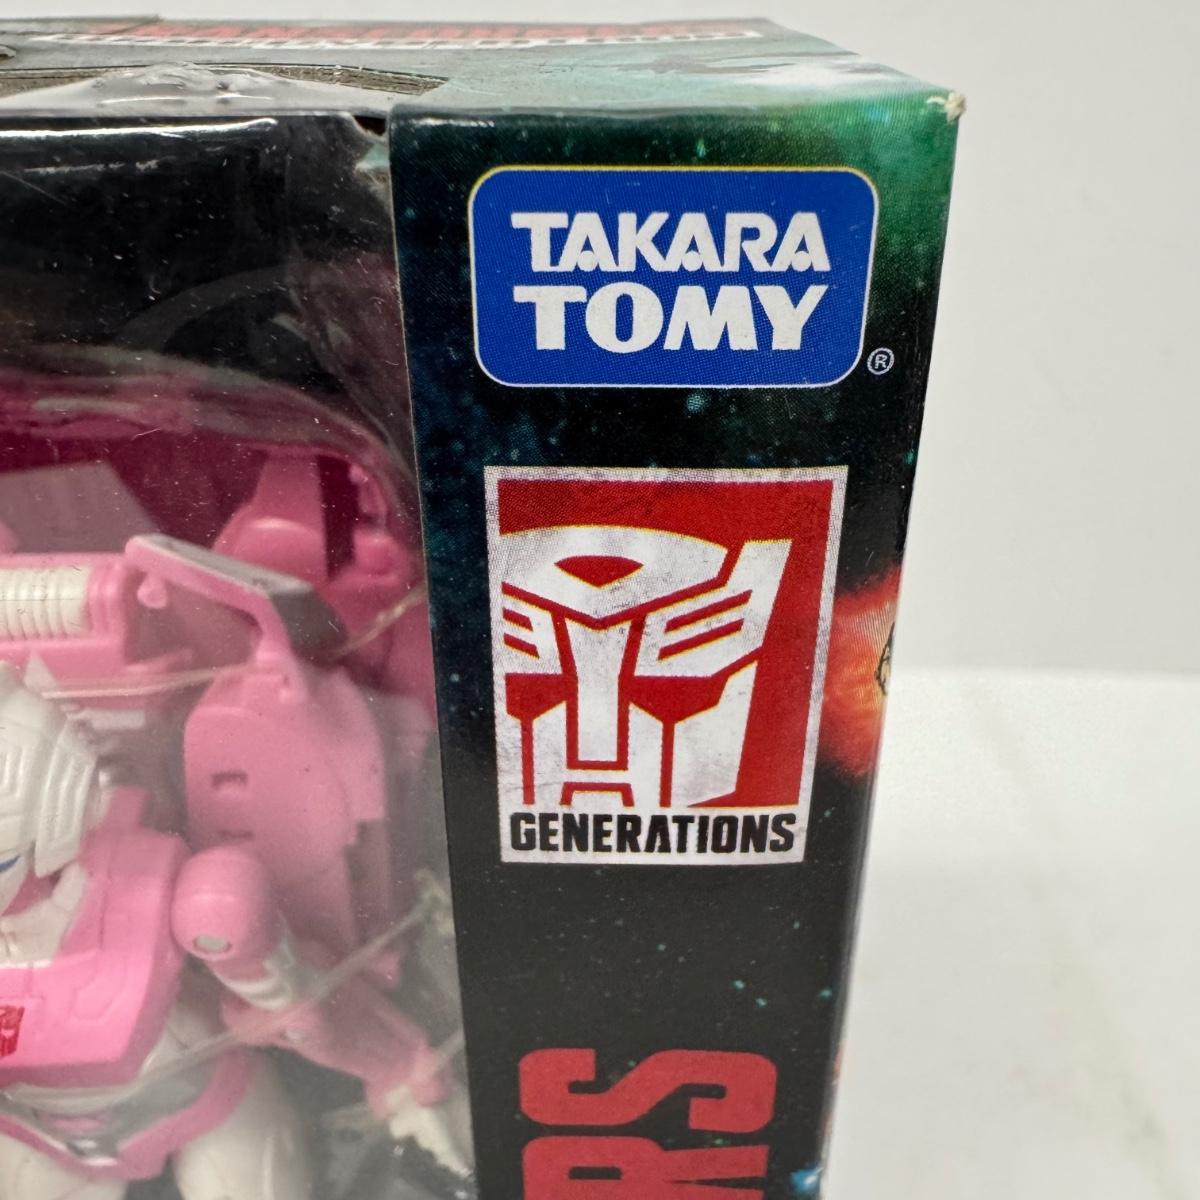 TAKARA
TOMY
®
GENERATIONS
RS